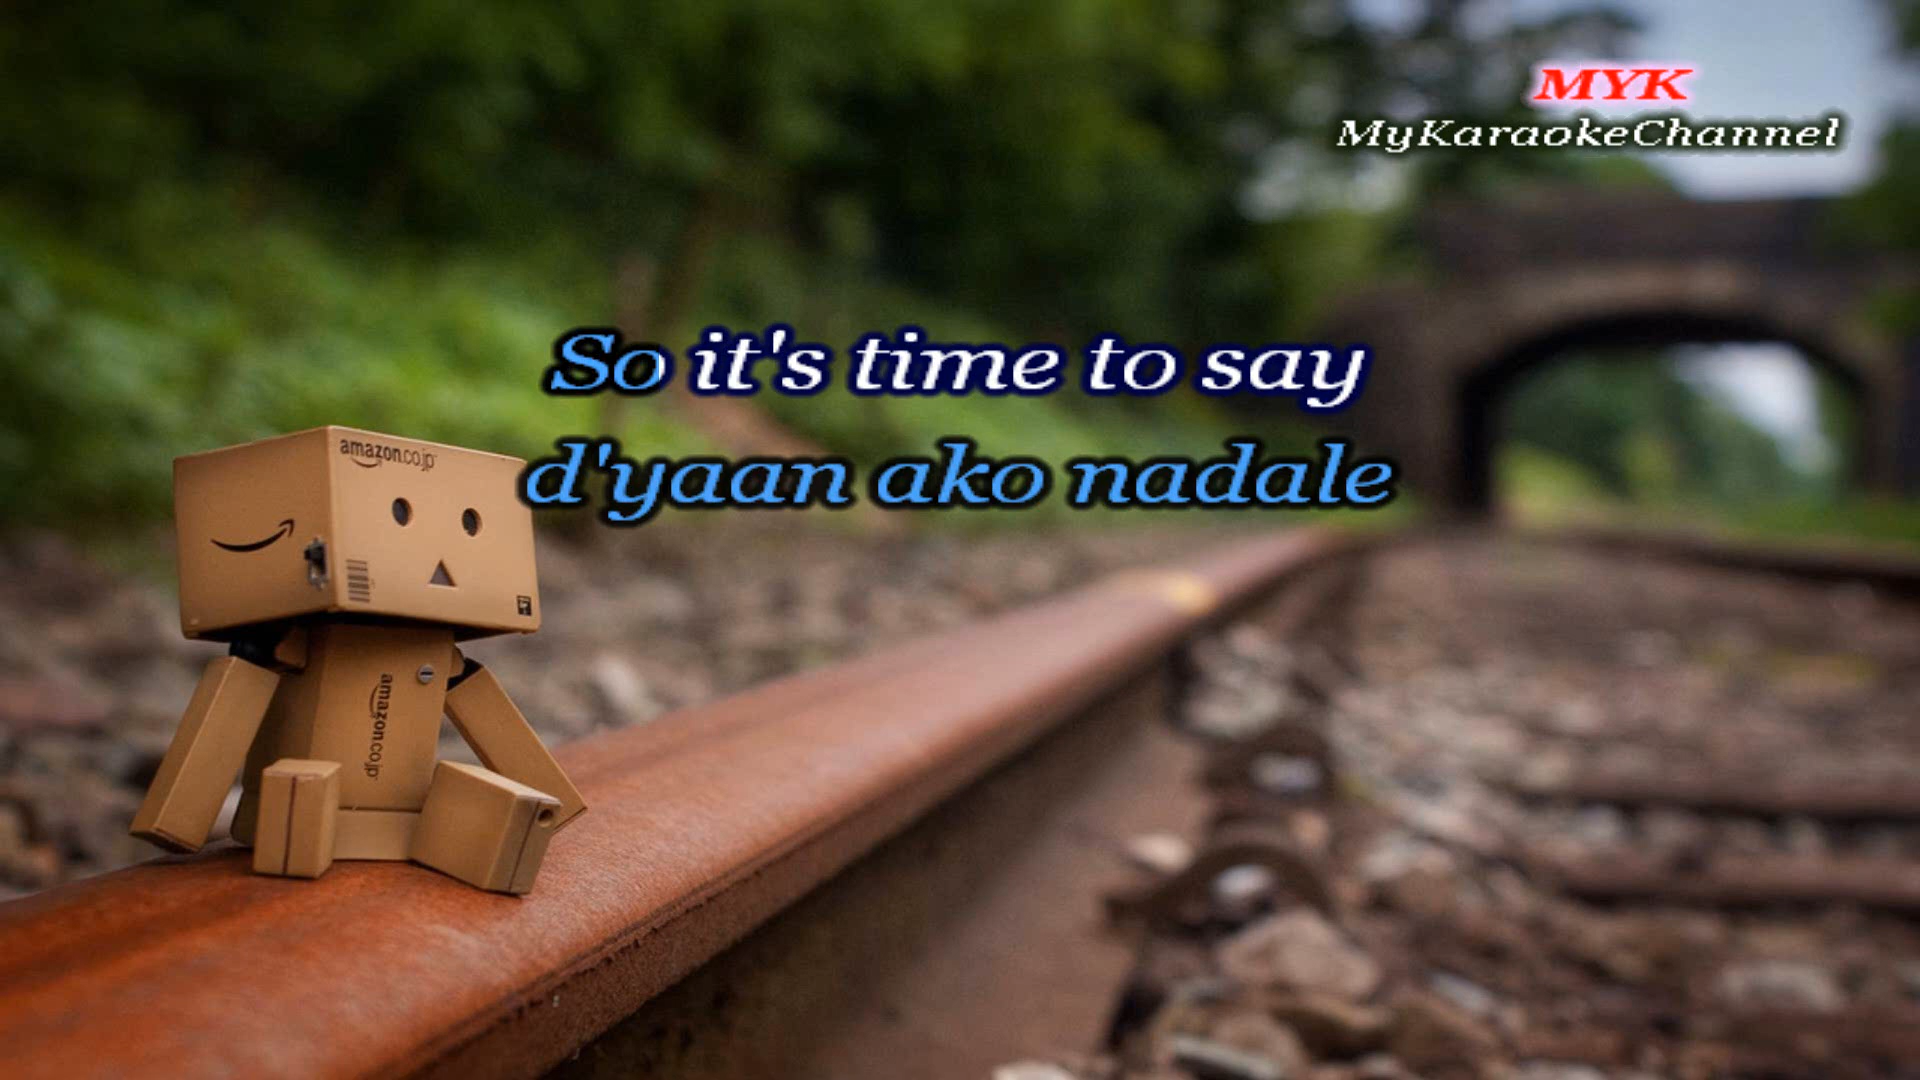 MYK
MyKaraokeChannel
So it's time to say
d'yaan ako nadale
amazon.co.jp
amazon.co.jp